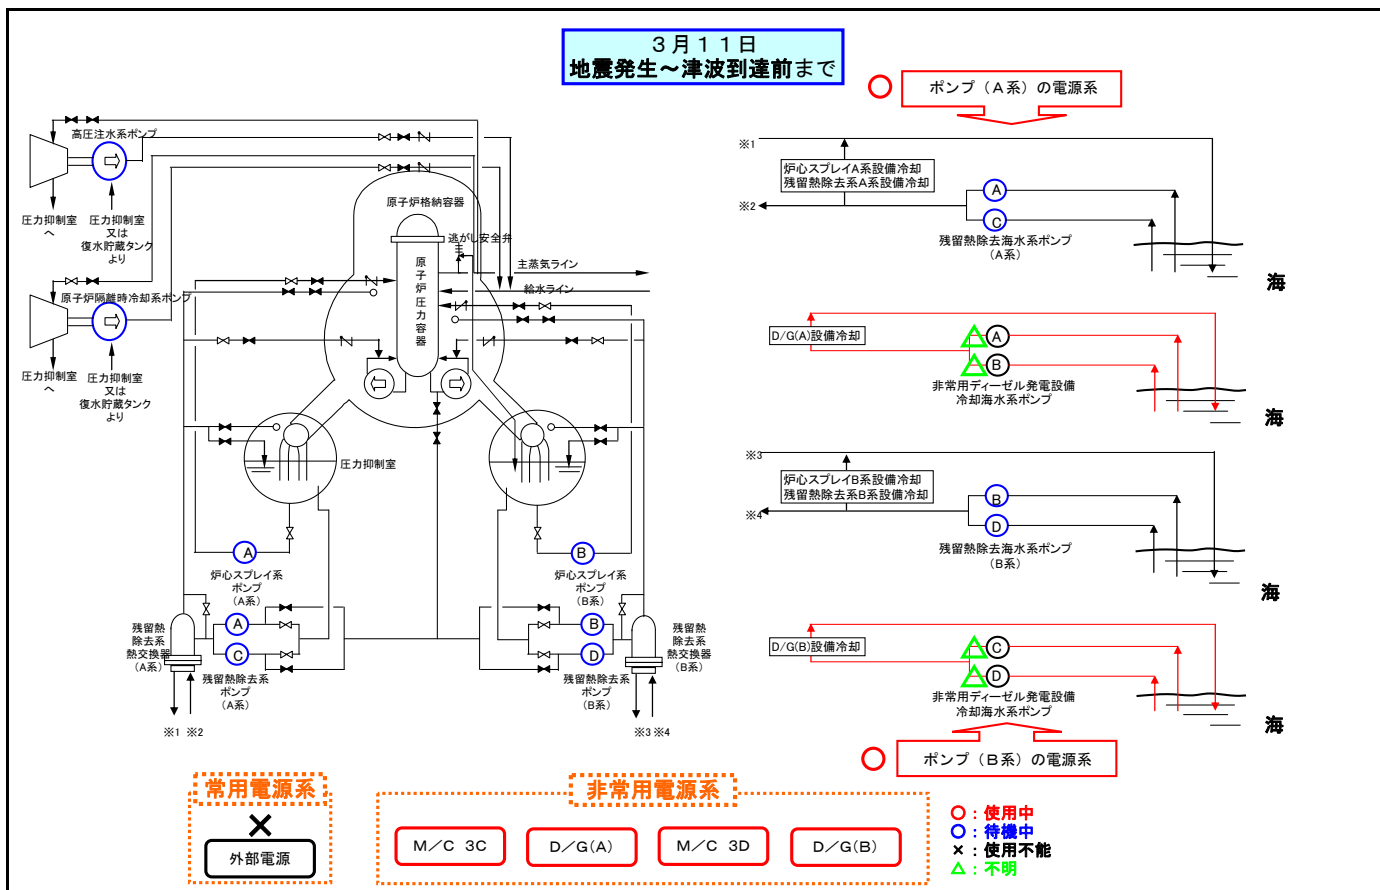 3月11日
地震発生～津波到達前まで
ポンプ（A系）の電源系
高圧注水系ポンプ
圧力抑制室
へ
圧力抑制室
又は
復水貯蔵タンク
より
原子炉隔離時冷却系ポンプ
圧力抑制室
へ
圧力抑制室
又は
復水貯蔵タンク
より
原子炉格納容器
逃がし安全弁
原子炉圧力容器
主蒸気ライン
給水ライン
圧力抑制室
A
炉心スプレイ系
ポンプ
(A系)
B
炉心スプレイ系
ポンプ
(B系)
残留熱
除去系
熱交換器
(A系)
A
C
残留熱除去系
ポンプ
(A系)
B
D
残留熱除去系
ポンプ
(B系)
残留熱
除去系
熱交換器
(B系)
※1 ※2
※3 ※4
※1
炉心スプレイA系設備冷却
残留熱除去系A系設備冷却
※2
A
C
残留熱除去海水系ポンプ
(A系)
海
D/G(A)設備冷却
A
B
非常用ディーゼル発電設備
冷却海水系ポンプ
海
※3
炉心スプレイB系設備冷却
残留熱除去系B系設備冷却
※4
B
D
残留熱除去海水系ポンプ
(B系)
海
D/G(B)設備冷却
C
D
非常用ディーゼル発電設備
冷却海水系ポンプ
海
ポンプ（B系）の電源系
常用電源系
外部電源
非常用電源系
M／C 3C
D／G(A)
M／C 3D
D／G(B)
○：使用中
○：待機中
×：使用不能
△：不明